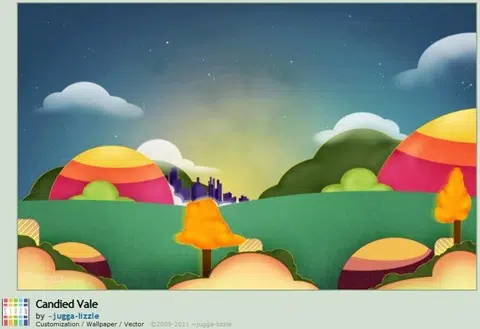 Candied Vale
by ~jugga-lizzle
Customization / Wallpaper / Vector ©2009-2011 ~jugga-lizzle